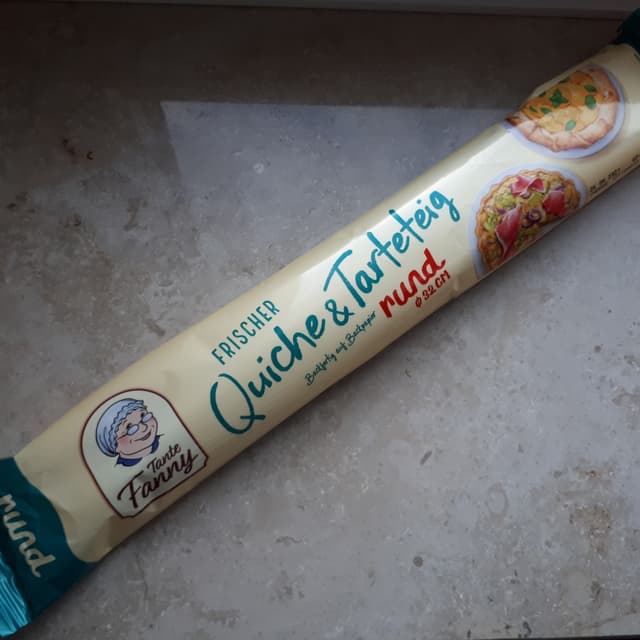 FRISCHER
Quiche & Tarteteig
Backfertig auf Backpapier
rund
ø 32 CM
Tante
Fanny
rund